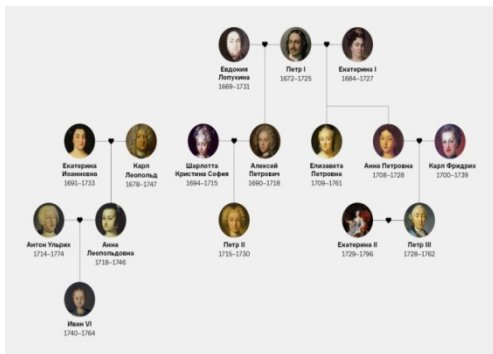 Евдокия
Лопухина
1669–1731
Петр I
1672–1725
Екатерина I
1684–1727
Екатерина
Иоанновна
1691–1733
Карл
Леопольд
1678–1747
Шарлотта
Кристина София
1694–1715
Алексей
Петрович
1690–1718
Елизавета
Петровна
1709–1761
Анна Петровна
1708–1728
Карл Фридрих
1700–1739
Антон Ульрих
1714–1774
Анна
Леопольдовна
1718–1746
Петр II
1715–1730
Екатерина II
1729–1796
Петр III
1728–1762
Иван VI
1740–1764